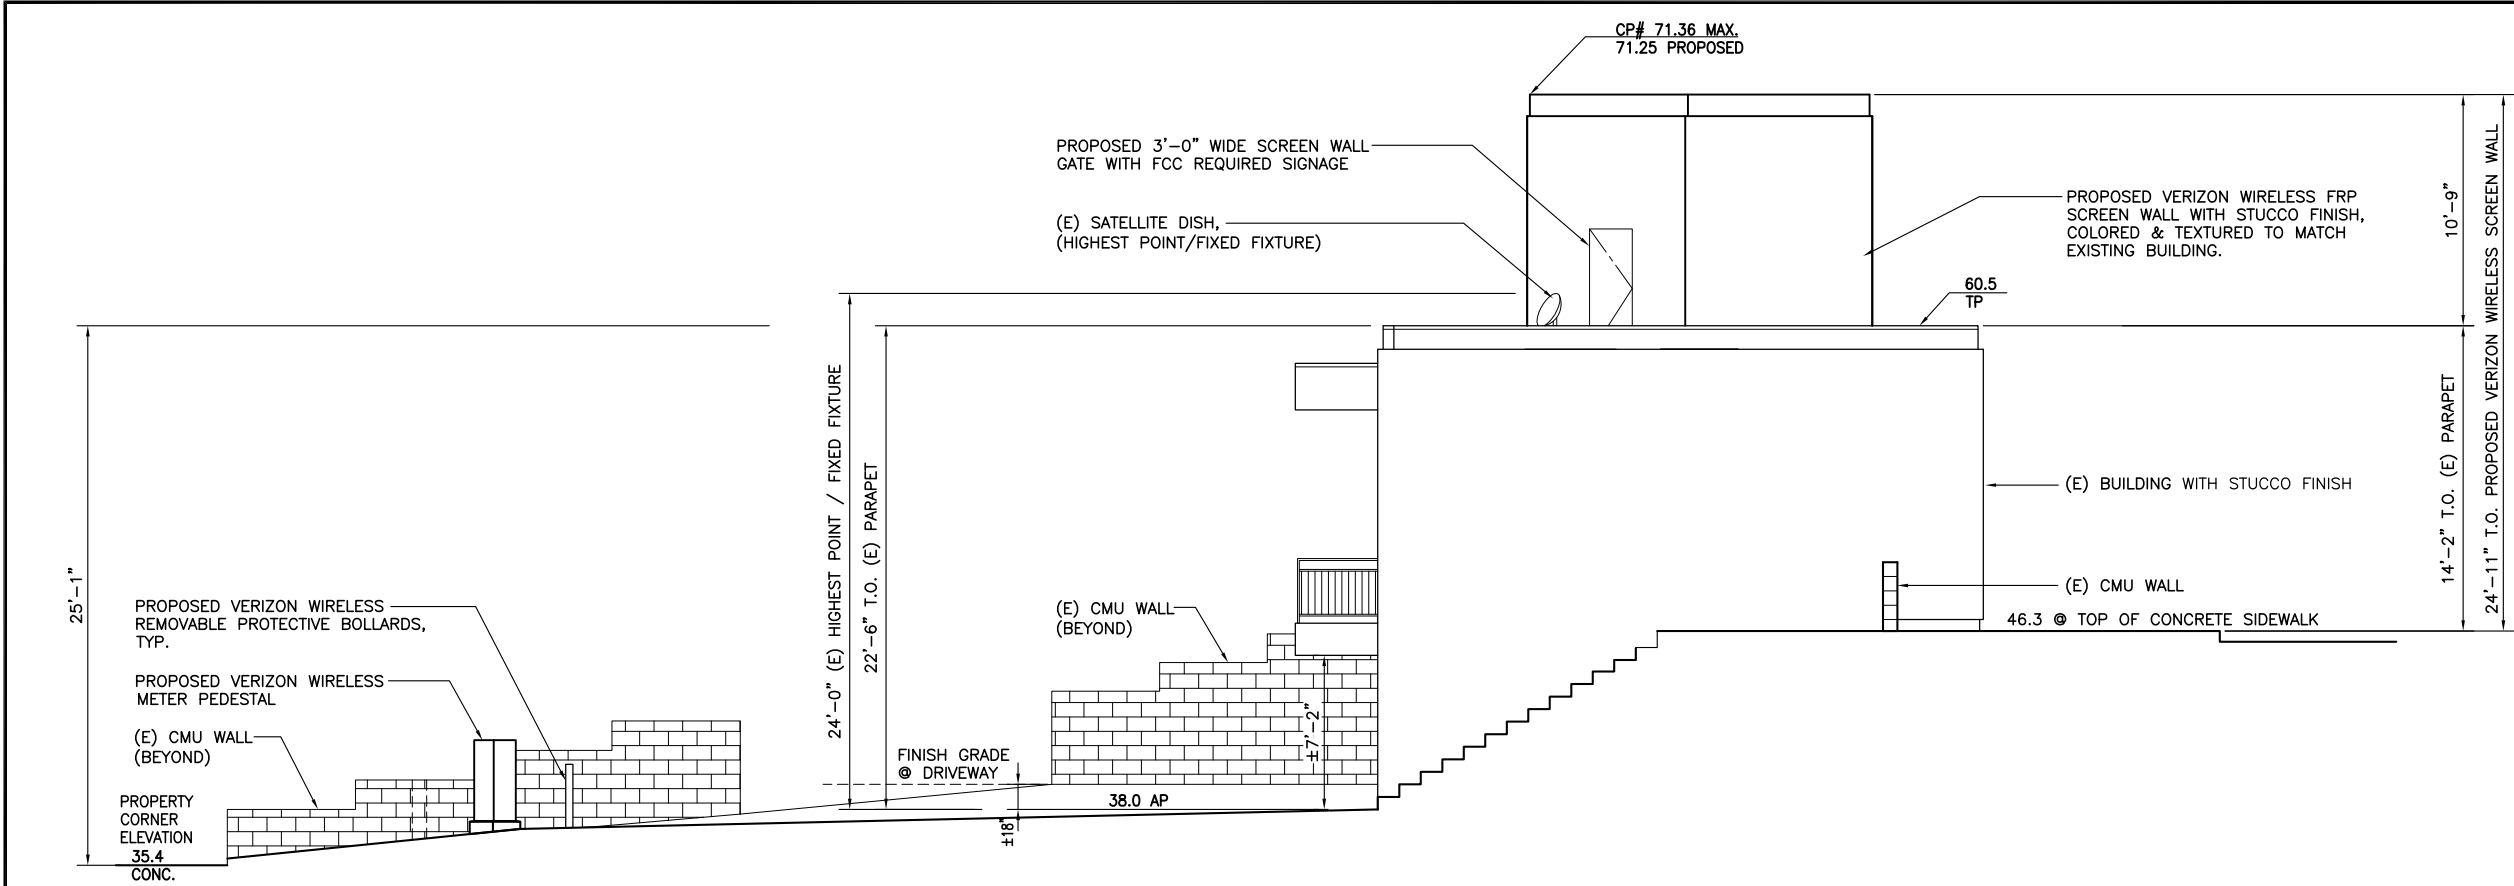 CP# 71.36 MAX.
71.25 PROPOSED
PROPOSED 3'-0" WIDE SCREEN WALL
GATE WITH FCC REQUIRED SIGNAGE
(E) SATELLITE DISH,
(HIGHEST POINT/FIXED FIXTURE)
PROPOSED VERIZON WIRELESS FRP
SCREEN WALL WITH STUCCO FINISH,
COLORED & TEXTURED TO MATCH
EXISTING BUILDING.
60.5
TP
10'-9"
24'-11" T.O. PROPOSED VERIZON WIRELESS SCREEN WALL
14'-2" T.O. (E) PARAPET
(E) BUILDING WITH STUCCO FINISH
(E) CMU WALL
46.3 @ TOP OF CONCRETE SIDEWALK
25'-1"
24'-0" (E) HIGHEST POINT / FIXED FIXTURE
22'-6" T.O. (E) PARAPET
PROPOSED VERIZON WIRELESS
REMOVABLE PROTECTIVE BOLLARDS,
TYP.
PROPOSED VERIZON WIRELESS
METER PEDESTAL
(E) CMU WALL
(BEYOND)
PROPERTY
CORNER
ELEVATION
35.4
CONC.
(E) CMU WALL
(BEYOND)
FINISH GRADE
@ DRIVEWAY
38.0 AP
±18"
±7'-2"